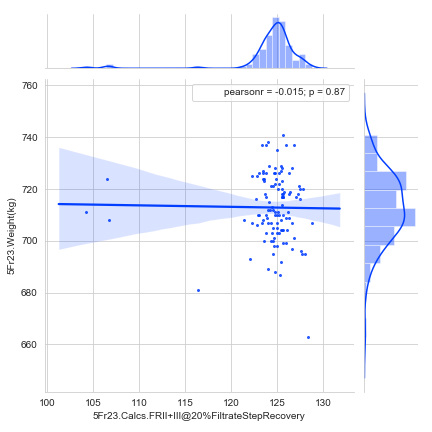 pearsonr = -0.015; p = 0.87
760
740
720
700
680
660
5Fr23.Weight(kg)
100 105 110 115 120 125 130
5Fr23.Calcs.FRII+III@20%FiltrateStepRecovery